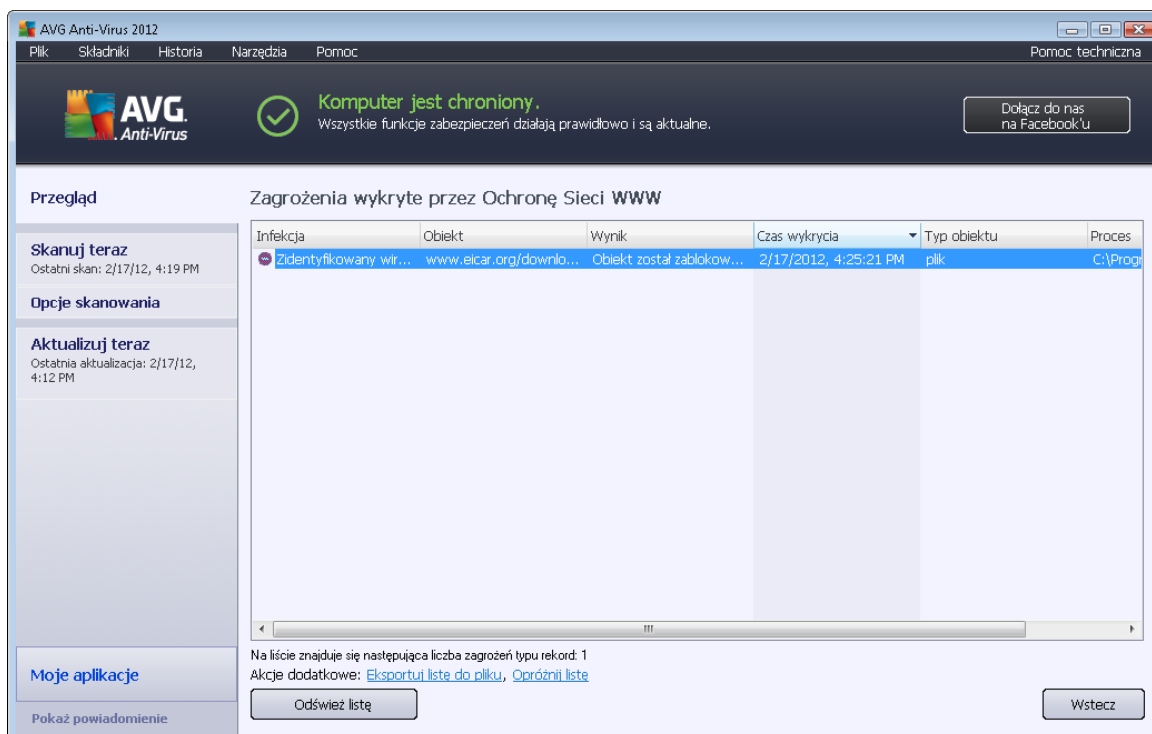 AVG Anti-Virus 2012
Plik Składniki Historia Narzędzia Pomoc Pomoc techniczna
AVG.
Anti-Virus
Komputer jest chroniony.
Wszystkie funkcje zabezpieczeń działają prawidłowo i są aktualne.
Dołącz do nas
na Facebook'u
Przegląd
Skanuj teraz
Ostatni skan: 2/17/12, 4:19 PM
Opcje skanowania
Aktualizuj teraz
Ostatnia aktualizacja: 2/17/12,
4:12 PM
Moje aplikacje
Pokaż powiadomienie
Zagrożenia wykryte przez Ochronę Sieci WWW
Infekcja Obiekt Wynik Czas wykrycia Typ obiektu Proces
Zidentyfikowany wir... www.eicar.org/downlo... Obiekt został zablokow... 2/17/2012, 4:25:21 PM plik C:\Progr
Na liście znajduje się następująca liczba zagrożeń typu rekord: 1
Akcje dodatkowe: Eksportuj listę do pliku, Opróżnij listę
Odśwież listę
Wstecz